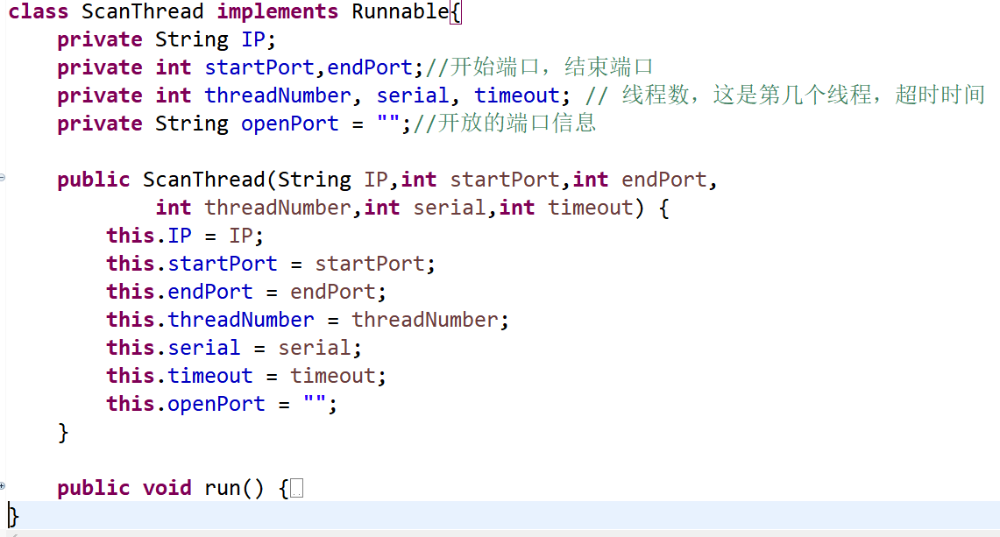 class ScanThread implements Runnable{
private String IP;
private int startPort,endPort;//开始端口，结束端口
private int threadNumber, serial, timeout; // 线程数，这是第几个线程，超时时间
private String openPort = "";//开放的端口信息
public ScanThread(String IP,int startPort,int endPort,
int threadNumber,int serial,int timeout) {
this.IP = IP;
this.startPort = startPort;
this.endPort = endPort;
this.threadNumber = threadNumber;
this.serial = serial;
this.timeout = timeout;
this.openPort = "";
}
public void run() {
}